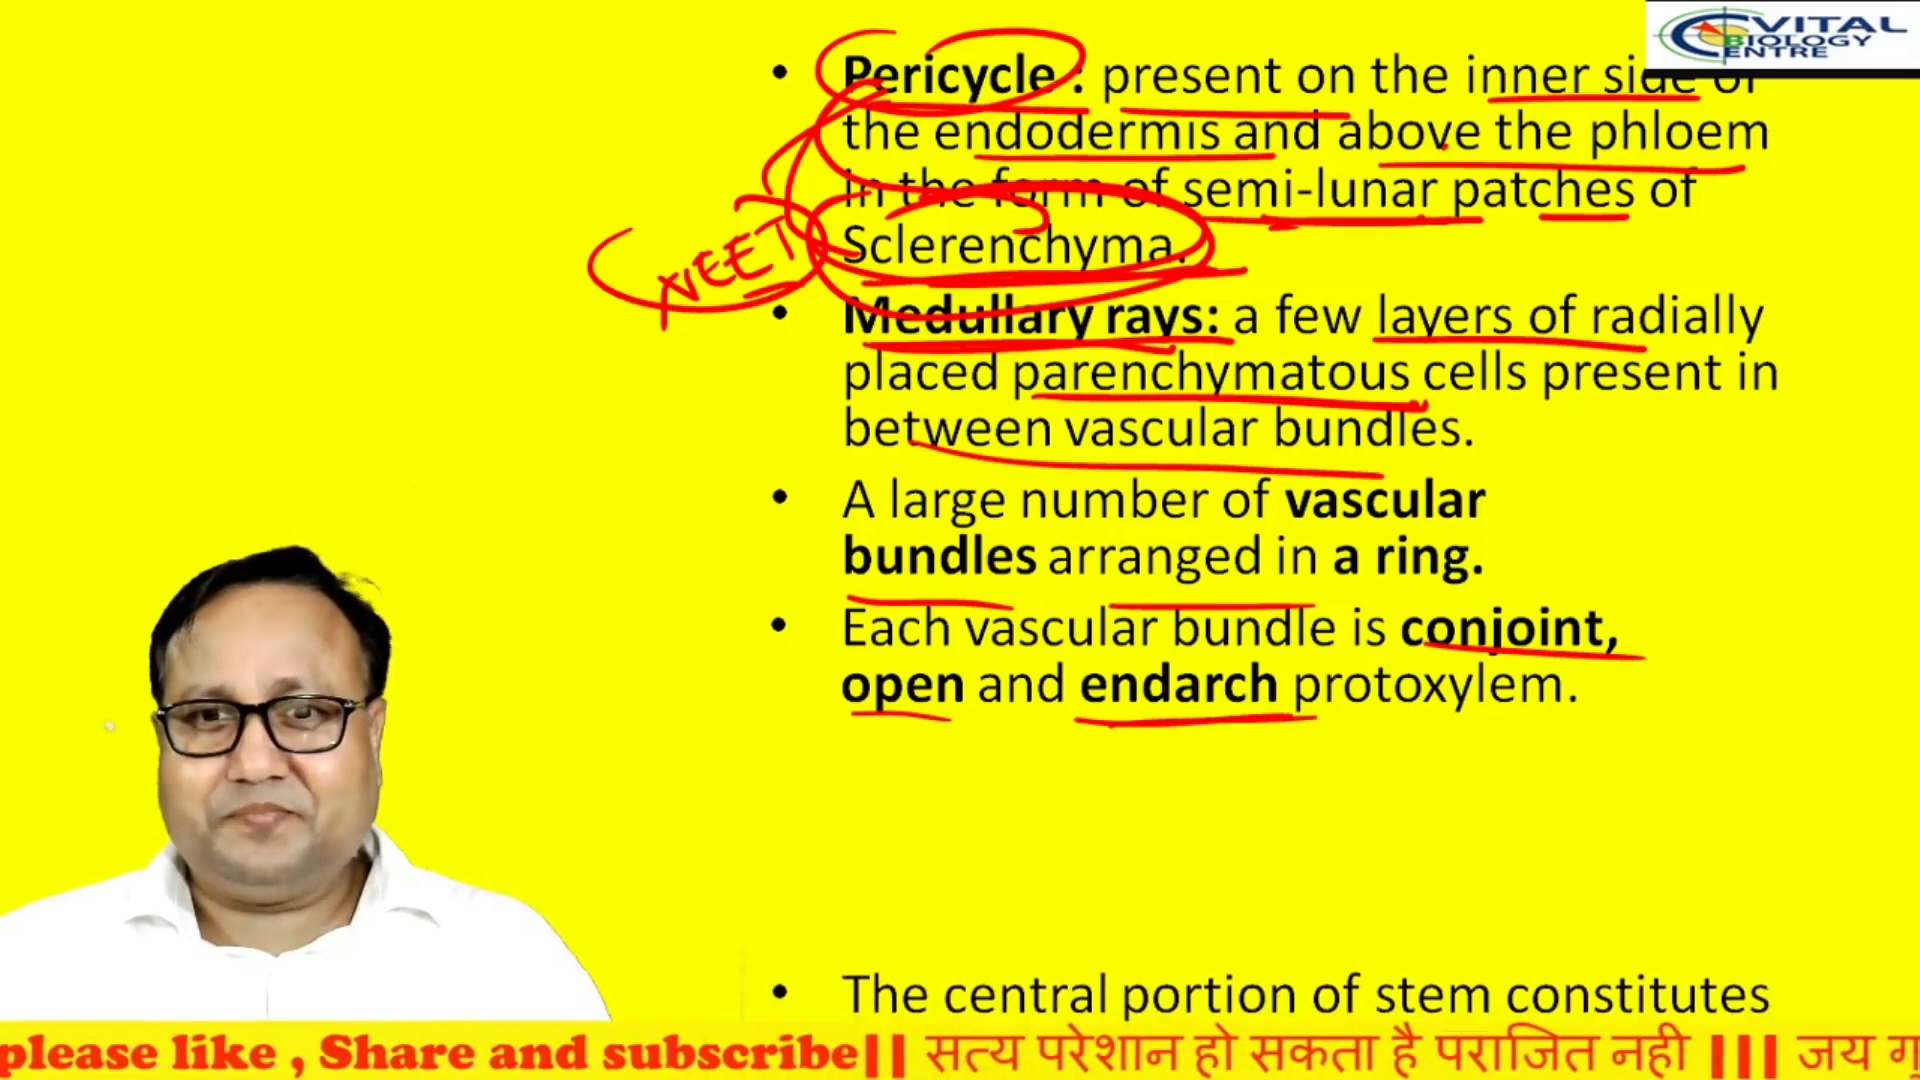 VITAL
BIOLOGY
CENTRE
• Pericycle : present on the inner side of
the endodermis and above the phloem
in the form of semi-lunar patches of
Sclerenchyma.
NEET
• Medullary rays: a few layers of radially
placed parenchymatous cells present in
between vascular bundles.
• A large number of vascular
bundles arranged in a ring.
• Each vascular bundle is conjoint,
open and endarch protoxylem.
• The central portion of stem constitutes
please like , Share and subscribe|| सत्य परेशान हो सकता है पराजित नही ||| जय गु